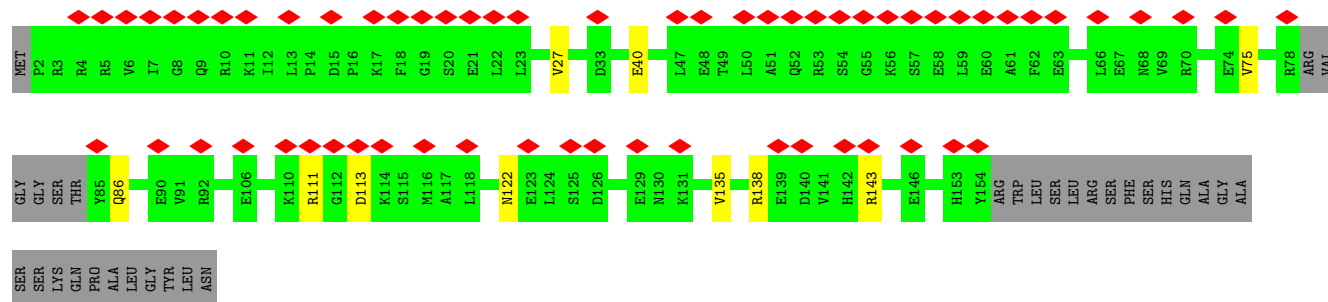 MET P2 R3 R4 R5 V6 I7 G8 Q9 R10 K11 I12 L13 P14 D15 P16 K17 F18 G19 S20 E21 L22 L23 V27 D33 E40 L47 E48 T49 L50 A51 Q52 R53 S54 G55 K56 S57 E58 L59 E60 A61 F62 E63 L66 E67 N68 V69 R70 E74 V75 R78 ARG VAL
GLY GLY SER THR Y85 Q86 E90 V91 R92 E106 K110 R111 G112 D113 K114 S115 M116 A117 L118 N122 E123 L124 S125 D126 E129 N130 K131 V135 R138 E139 D140 V141 H142 R143 E146 H153 Y154 ARG TRP LEU SER LEU ARG SER PHE SER HIS GLN ALA GLY ALA
SER SER LYS GLN PRO ALA LEU GLY TYR LEU ASN